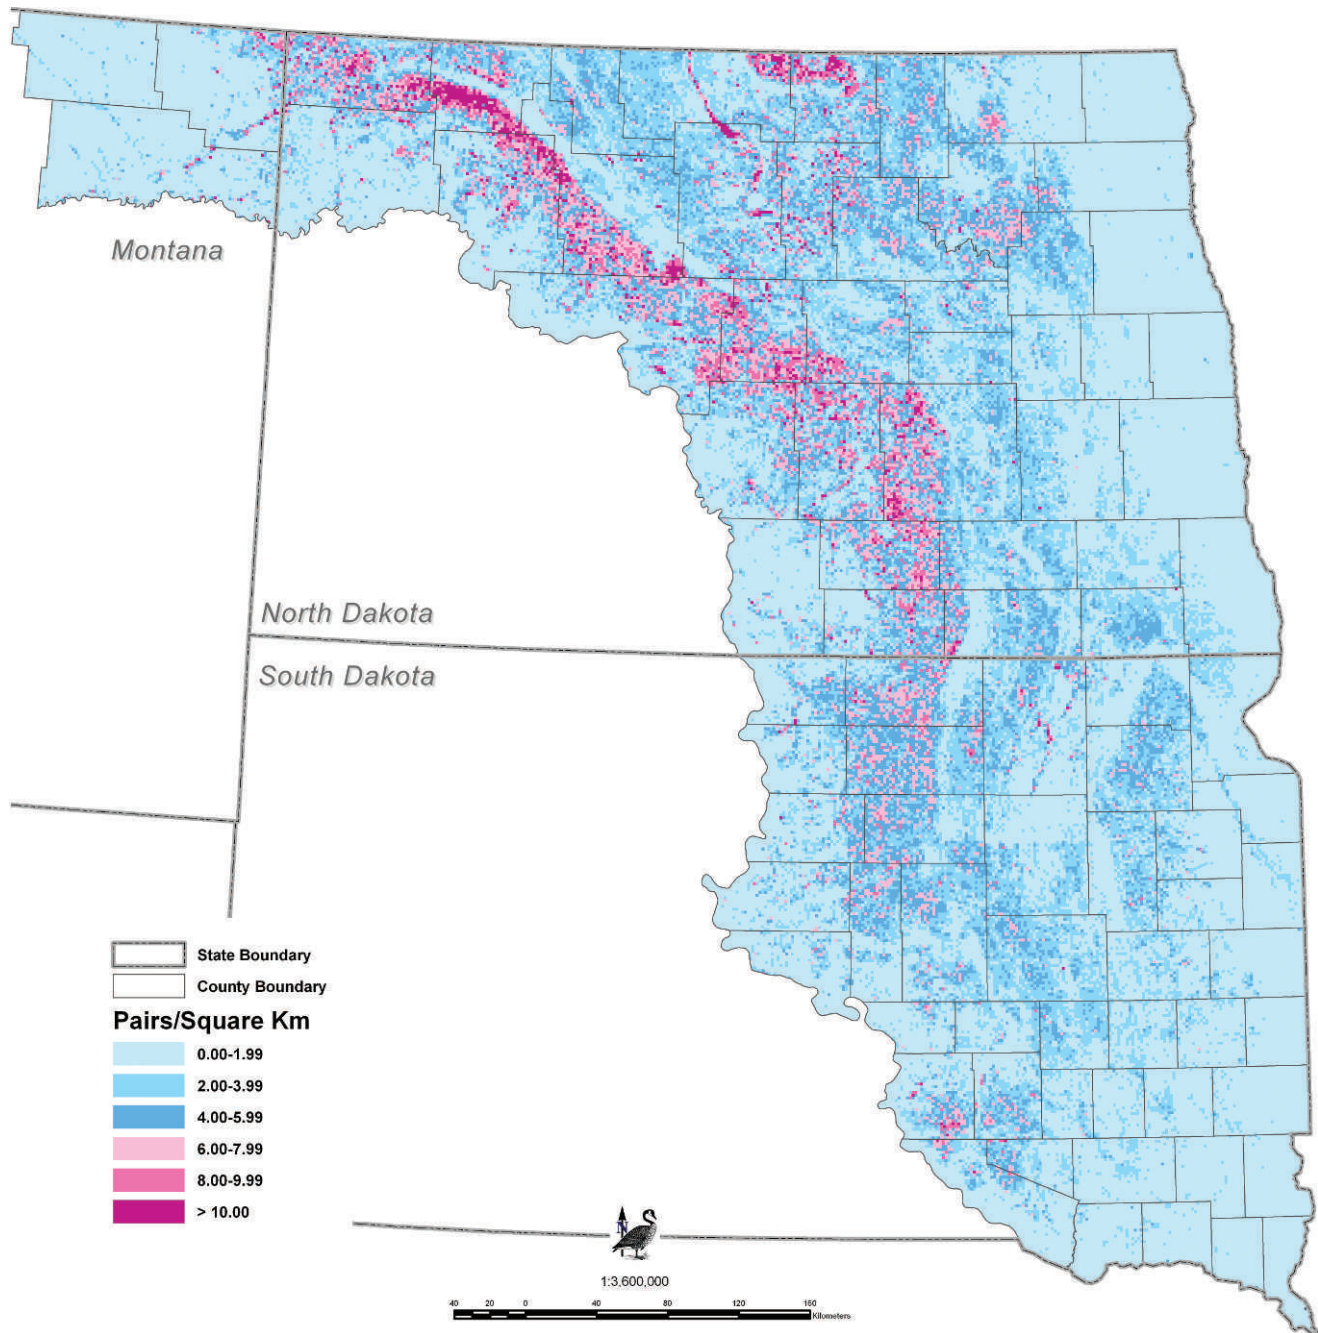 Montana
North Dakota
South Dakota
State Boundary
County Boundary
Pairs/Square Km
0.00-1.99
2.00-3.99
4.00-5.99
6.00-7.99
8.00-9.99
> 10.00
N
1:3,600,000
40 20 0 40 80 120 160
Kilometers